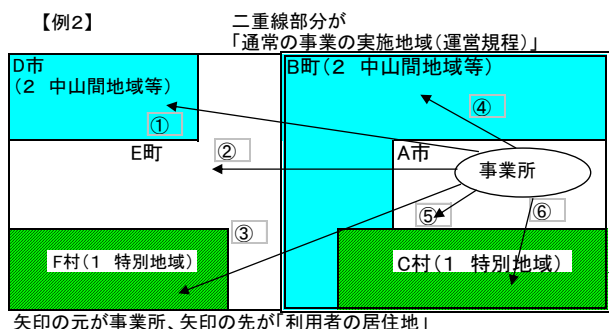 【例2】
二重線部分が
「通常の事業の実施地域(運営規程)」
D市
(2 中山間地域等)
B町(2 中山間地域等)
①
④
E町
②
A市
事業所
⑤
⑥
③
F村(1 特別地域)
C村(1 特別地域)
矢印の元が事業所、矢印の先が「利用者の居住地」